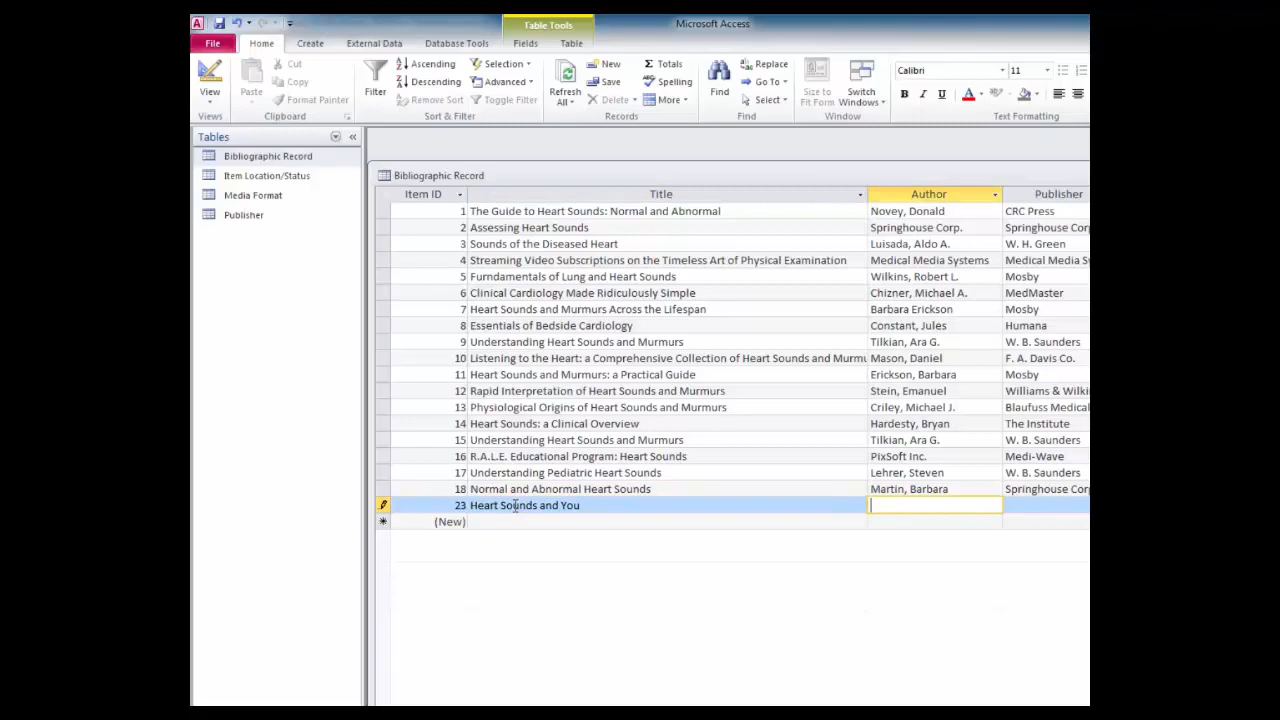 A Microsoft Access
Table Tools
File Home Create External Data Database Tools Fields Table
View
Views
Paste
Cut
Copy
Format Painter
Clipboard
Filter
Ascending
Descending
Remove Sort
Selection
Advanced
Toggle Filter
Sort & Filter
Refresh
All
New
Save
Delete
Totals
Spelling
More
Records
Find
Replace
Go To
Select
Find
Size to
Fit Form
Switch
Windows
Window
Calibri 11
B I U A
Text Formatting
Tables
Bibliographic Record
Item Location/Status
Media Format
Publisher
Bibliographic Record
Item ID Title Author Publisher
1 The Guide to Heart Sounds: Normal and Abnormal Novey, Donald CRC Press
2 Assessing Heart Sounds Springhouse Corp. Springhouse Corp
3 Sounds of the Diseased Heart Luisada, Aldo A. W. H. Green
4 Streaming Video Subscriptions on the Timeless Art of Physical Examination Medical Media Systems Medical Media S
5 Furndamentals of Lung and Heart Sounds Wilkins, Robert L. Mosby
6 Clinical Cardiology Made Ridiculously Simple Chizner, Michael A. MedMaster
7 Heart Sounds and Murmurs Across the Lifespan Barbara Erickson Mosby
8 Essentials of Bedside Cardiology Constant, Jules Humana
9 Understanding Heart Sounds and Murmurs Tilkian, Ara G. W. B. Saunders
10 Listening to the Heart: a Comprehensive Collection of Heart Sounds and Murmu Mason, Daniel F. A. Davis Co.
11 Heart Sounds and Murmurs: a Practical Guide Erickson, Barbara Mosby
12 Rapid Interpretation of Heart Sounds and Murmurs Stein, Emanuel Williams & Wilki
13 Physiological Origins of Heart Sounds and Murmurs Criley, Michael J. Blaufuss Medical
14 Heart Sounds: a Clinical Overview Hardesty, Bryan The Institute
15 Understanding Heart Sounds and Murmurs Tilkian, Ara G. W. B. Saunders
16 R.A.L.E. Educational Program: Heart Sounds PixSoft Inc. Medi-Wave
17 Understanding Pediatric Heart Sounds Lehrer, Steven W. B. Saunders
18 Normal and Abnormal Heart Sounds Martin, Barbara Springhouse Corp
23 Heart Sounds and You
(New)